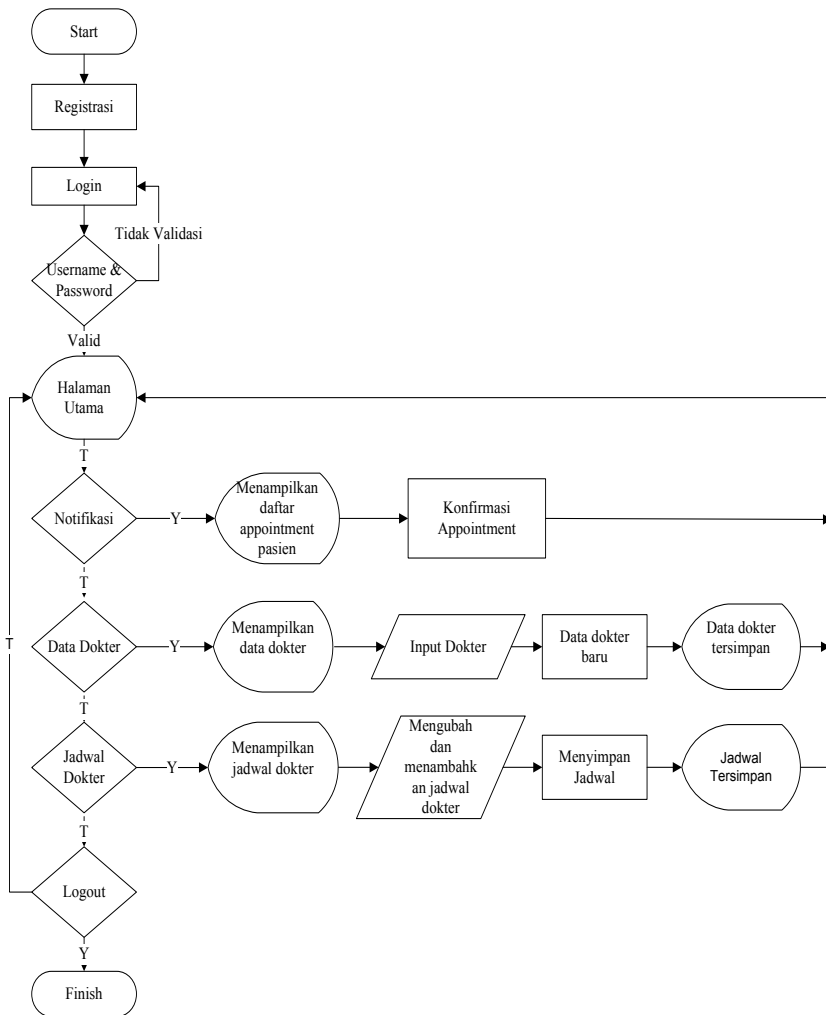 Start
Registrasi
Login
Tidak Validasi
Username &
Password
Valid
Halaman
Utama
T
Notifikasi
Y
Menampilkan
daftar
appointment
pasien
Konfirmasi
Appointment
T
T
Data Dokter
Y
Menampilkan
data dokter
Input Dokter
Data dokter
baru
Data dokter
tersimpan
T
Jadwal
Dokter
Y
Menampilkan
jadwal dokter
Mengubah
dan
menambahk
an jadwal
dokter
Menyimpan
Jadwal
Jadwal
Tersimpan
T
Logout
Y
Finish